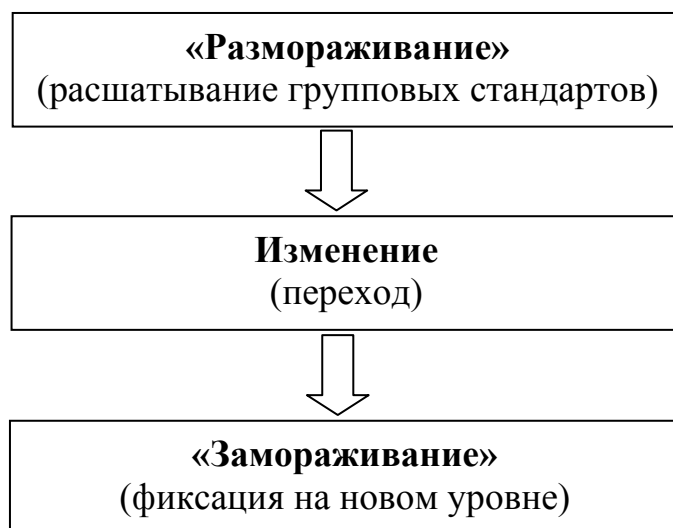 «Размораживание»
(расшатывание групповых стандартов)
Изменение
(переход)
«Замораживание»
(фиксация на новом уровне)